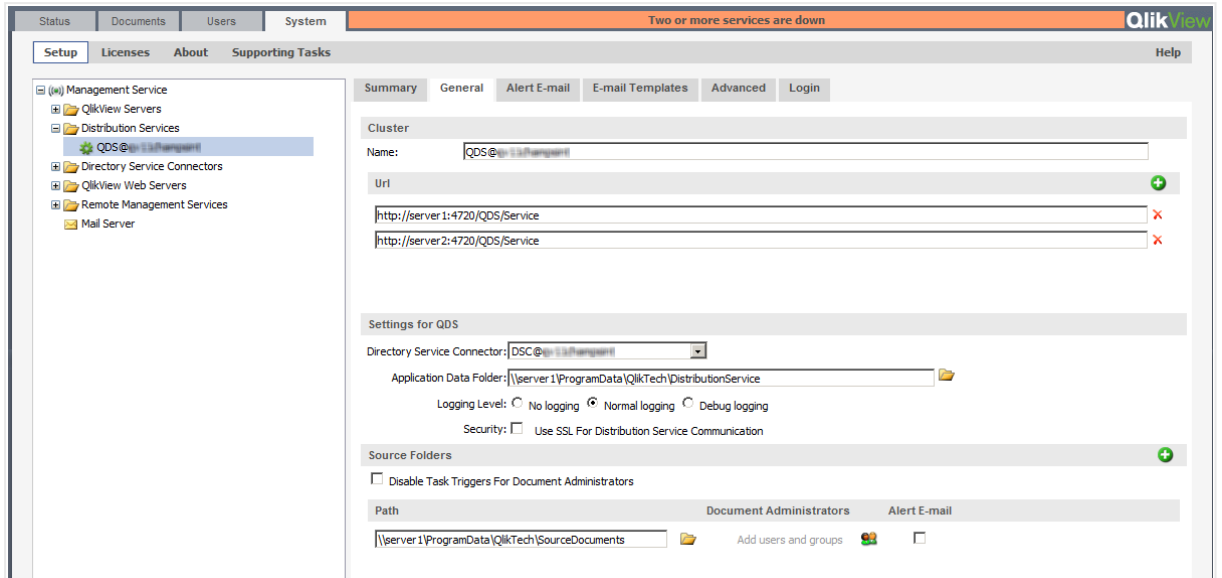 Status Documents Users System Two or more services are down QlikView
Setup Licenses About Supporting Tasks Help
Management Service
QlikView Servers
Distribution Services
QDS@
Directory Service Connectors
QlikView Web Servers
Remote Management Services
Mail Server
Summary General Alert E-mail E-mail Templates Advanced Login
Cluster
Name: QDS@
Url
http://server1:4720/QDS/Service
http://server2:4720/QDS/Service
Settings for QDS
Directory Service Connector: DSC@
Application Data Folder: \\server1\ProgramData\QlikTech\DistributionService
Logging Level: No logging Normal logging Debug logging
Security: Use SSL For Distribution Service Communication
Source Folders
Disable Task Triggers For Document Administrators
Path Document Administrators Alert E-mail
\\server1\ProgramData\QlikTech\SourceDocuments Add users and groups